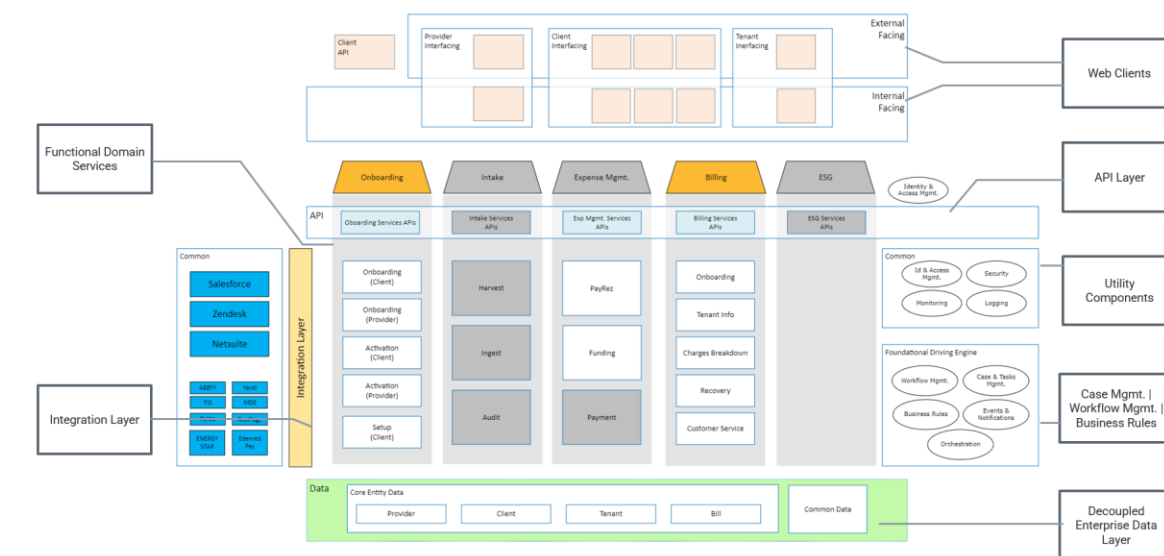 External
Facing
Client
API
Provider
Interfacing
Client
Interfacing
Tenant
Inerfacing
Web Clients
Internal
Facing
Functional Domain
Services
Onboarding
Intake
Expense Mgmt.
Billing
ESG
Identity &
Access Mgmt.
API Layer
API
Oboarding Services APIs
Intake Services
APIs
Exp Mgmt. Services
APIs
Billing Services
APIs
ESG Services
APIs
Common
Salesforce
Zendesk
Netsuite
ABBYY
Yardi
FIS
MDS
ENERGY
STAR
Edenred
Pay
Integration Layer
Integration Layer
Onboarding
(Client)
Onboarding
(Provider)
Activation
(Client)
Activation
(Provider)
Setup
(Client)
Harvest
Ingest
Audit
PayRez
Funding
Payment
Onboarding
Tenant Info
Charges Breakdown
Recovery
Customer Service
Common
Id & Access
Mgmt.
Security
Monitoring
Logging
Utility
Components
Foundational Driving Engine
Workflow Mgmt.
Case & Tasks
Mgmt.
Business Rules
Events &
Notifications
Orchestration
Case Mgmt. |
Workflow Mgmt. |
Business Rules
Data
Core Entity Data
Provider
Client
Tenant
Bill
Common Data
Decoupled
Enterprise Data
Layer